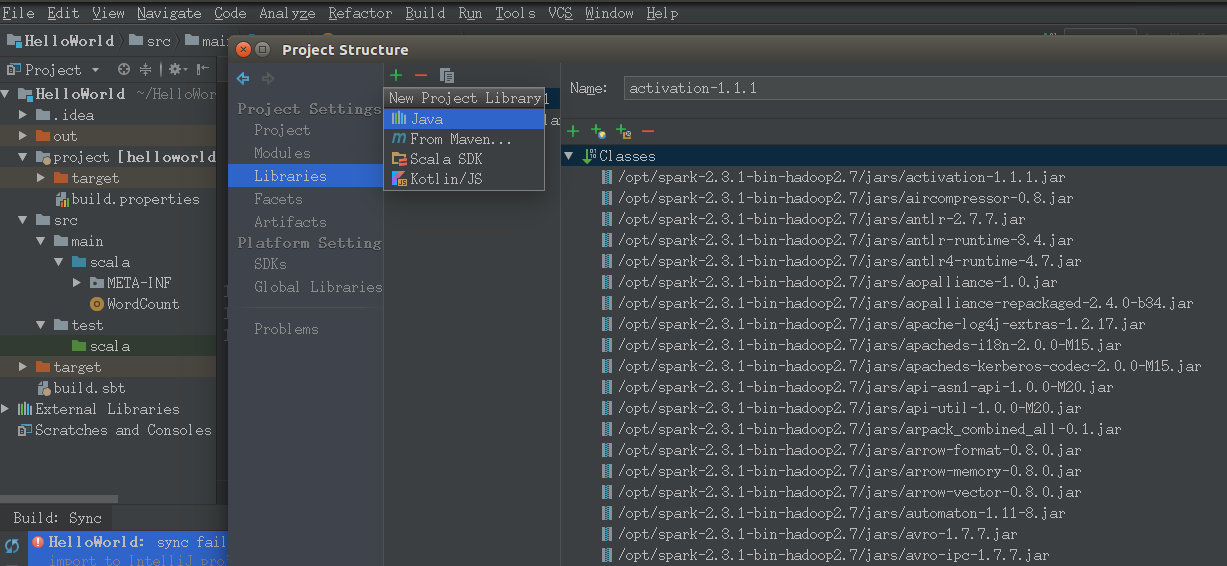 File Edit View Navigate Code Analyze Refactor Build Run Tools VCS Window Help
HelloWorld src main
Project
HelloWorld ~/HelloWor
.idea
out
project [helloworld
target
build.properties
src
main
scala
META-INF
WordCount
test
scala
target
build.sbt
External Libraries
Scratches and Consoles
Build: Sync
HelloWorld: sync fail
import to IntelliJ proj
Project Structure
Project Settings
Project
Modules
Libraries
Facets
Artifacts
Platform Setting
SDKs
Global Libraries
Problems
New Project Library
Java
From Maven...
Scala SDK
Kotlin/JS
Name: activation-1.1.1
Classes
/opt/spark-2.3.1-bin-hadoop2.7/jars/activation-1.1.1.jar
/opt/spark-2.3.1-bin-hadoop2.7/jars/aircompressor-0.8.jar
/opt/spark-2.3.1-bin-hadoop2.7/jars/antlr-2.7.7.jar
/opt/spark-2.3.1-bin-hadoop2.7/jars/antlr-runtime-3.4.jar
/opt/spark-2.3.1-bin-hadoop2.7/jars/antlr4-runtime-4.7.jar
/opt/spark-2.3.1-bin-hadoop2.7/jars/aopalliance-1.0.jar
/opt/spark-2.3.1-bin-hadoop2.7/jars/aopalliance-repackaged-2.4.0-b34.jar
/opt/spark-2.3.1-bin-hadoop2.7/jars/apache-log4j-extras-1.2.17.jar
/opt/spark-2.3.1-bin-hadoop2.7/jars/apacheds-i18n-2.0.0-M15.jar
/opt/spark-2.3.1-bin-hadoop2.7/jars/apacheds-kerberos-codec-2.0.0-M15.jar
/opt/spark-2.3.1-bin-hadoop2.7/jars/api-asn1-api-1.0.0-M20.jar
/opt/spark-2.3.1-bin-hadoop2.7/jars/api-util-1.0.0-M20.jar
/opt/spark-2.3.1-bin-hadoop2.7/jars/arpack_combined_all-0.1.jar
/opt/spark-2.3.1-bin-hadoop2.7/jars/arrow-format-0.8.0.jar
/opt/spark-2.3.1-bin-hadoop2.7/jars/arrow-memory-0.8.0.jar
/opt/spark-2.3.1-bin-hadoop2.7/jars/arrow-vector-0.8.0.jar
/opt/spark-2.3.1-bin-hadoop2.7/jars/automaton-1.11-8.jar
/opt/spark-2.3.1-bin-hadoop2.7/jars/avro-1.7.7.jar
/opt/spark-2.3.1-bin-hadoop2.7/jars/avro-ipc-1.7.7.jar